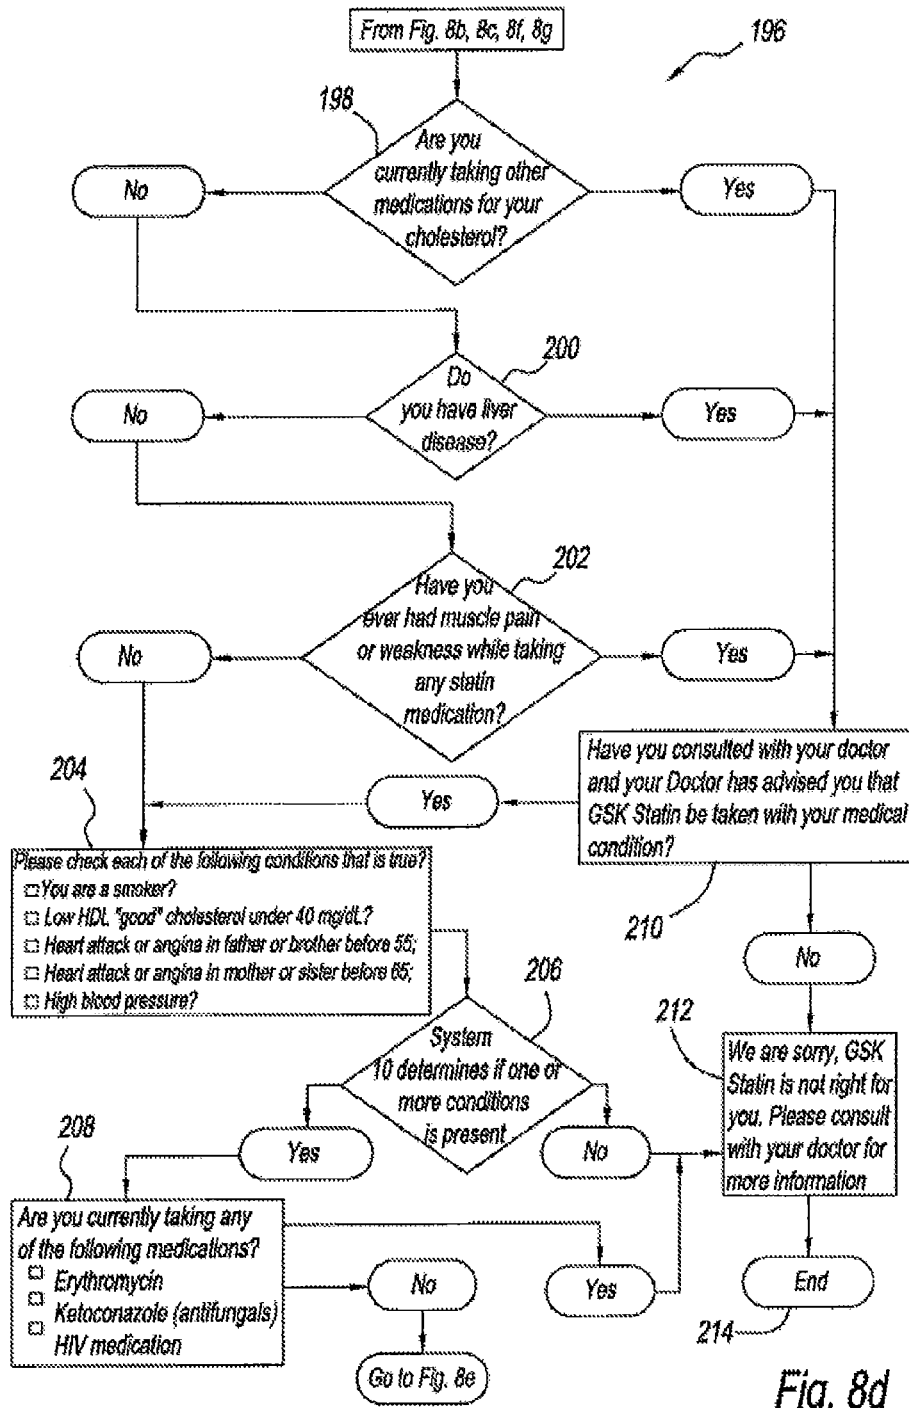 From Fig. 8b, 8c, 8f, 8g
196
198
Are you
currently taking other
medications for your
cholesterol?
No
Yes
200
Do
you have liver
disease?
No
Yes
202
Have you
ever had muscle pain
or weakness while taking
any statin
medication?
No
Yes
204
Yes
Have you consulted with your doctor
and your Doctor has advised you that
GSK Statin be taken with your medical
condition?
210
Please check each of the following conditions that is true?
You are a smoker?
Low HDL "good" cholesterol under 40 mg/dL?
Heart attack or angina in father or brother before 55;
Heart attack or angina in mother or sister before 65;
High blood pressure?
No
206
System
10 determines if one or
more conditions
is present
212
We are sorry, GSK
Statin is not right for
you. Please consult
with your doctor for
more information
Yes
No
208
Are you currently taking any
of the following medications?
Erythromycin
Ketoconazole (antifungals)
HIV medication
No
Yes
End
214
Go to Fig. 8e
Fig. 8d